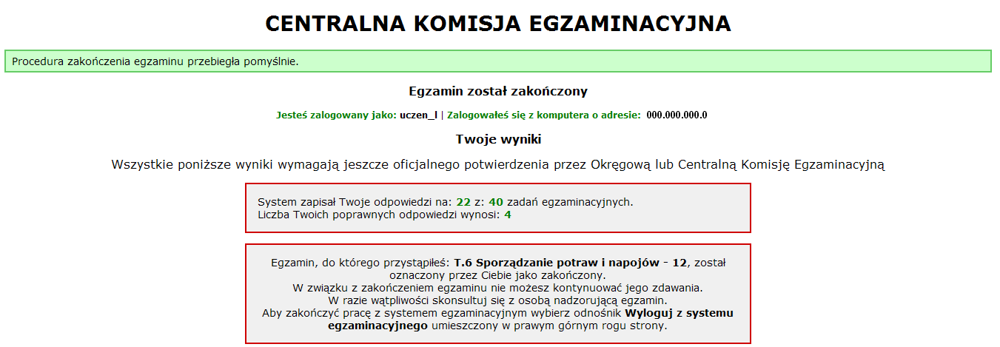 CENTRALNA KOMISJA EGZAMINACYJNA
Procedura zakończenia egzaminu przebiegła pomyślnie.
Egzamin został zakończony
Jesteś zalogowany jako: uczen_l | Zalogowałeś się z komputera o adresie: 000.000.000.0
Twoje wyniki
Wszystkie poniższe wyniki wymagają jeszcze oficjalnego potwierdzenia przez Okręgową lub Centralną Komisję Egzaminacyjną
System zapisał Twoje odpowiedzi na: 22 z: 40 zadań egzaminacyjnych.
Liczba Twoich poprawnych odpowiedzi wynosi: 4
Egzamin, do którego przystąpiłeś: T.6 Sporządzanie potraw i napojów - 12, został
oznaczony przez Ciebie jako zakończony.
W związku z zakończeniem egzaminu nie możesz kontynuować jego zdawania.
W razie wątpliwości skonsultuj się z osobą nadzorującą egzamin.
Aby zakończyć pracę z systemem egzaminacyjnym wybierz odnośnik Wyloguj z systemu
egzaminacyjnego umieszczony w prawym górnym rogu strony.